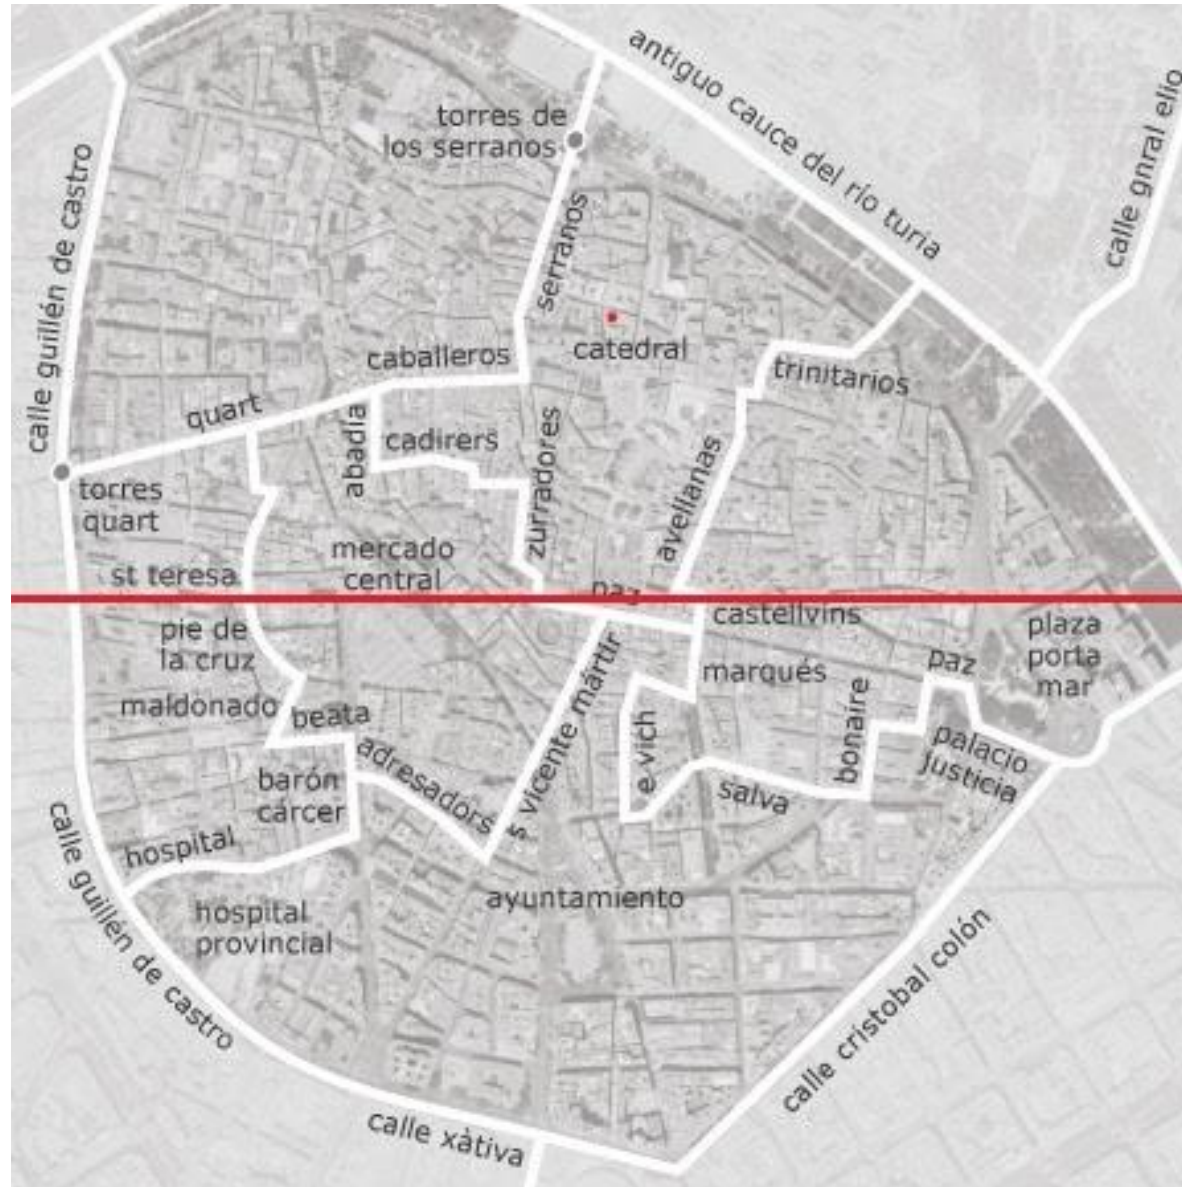 antiguo cauce del río turia
calle gnral elio
torres de
los serranos
calle guillén de castro
serranos
catedral
caballeros
trinitarios
quart
abadía
cadirers
zurradores
avellanas
torres
quart
mercado
central
st teresa
paz
castellvins
plaza
porta
mar
pie de
la cruz
marqués
paz
maldonado
beata
s vicente mártir
e vich
bonaire
palacio
justicia
adresadors
barón
cárcer
salva
hospital
calle guillén de castro
ayuntamiento
hospital
provincial
calle cristobal colón
calle xàtiva